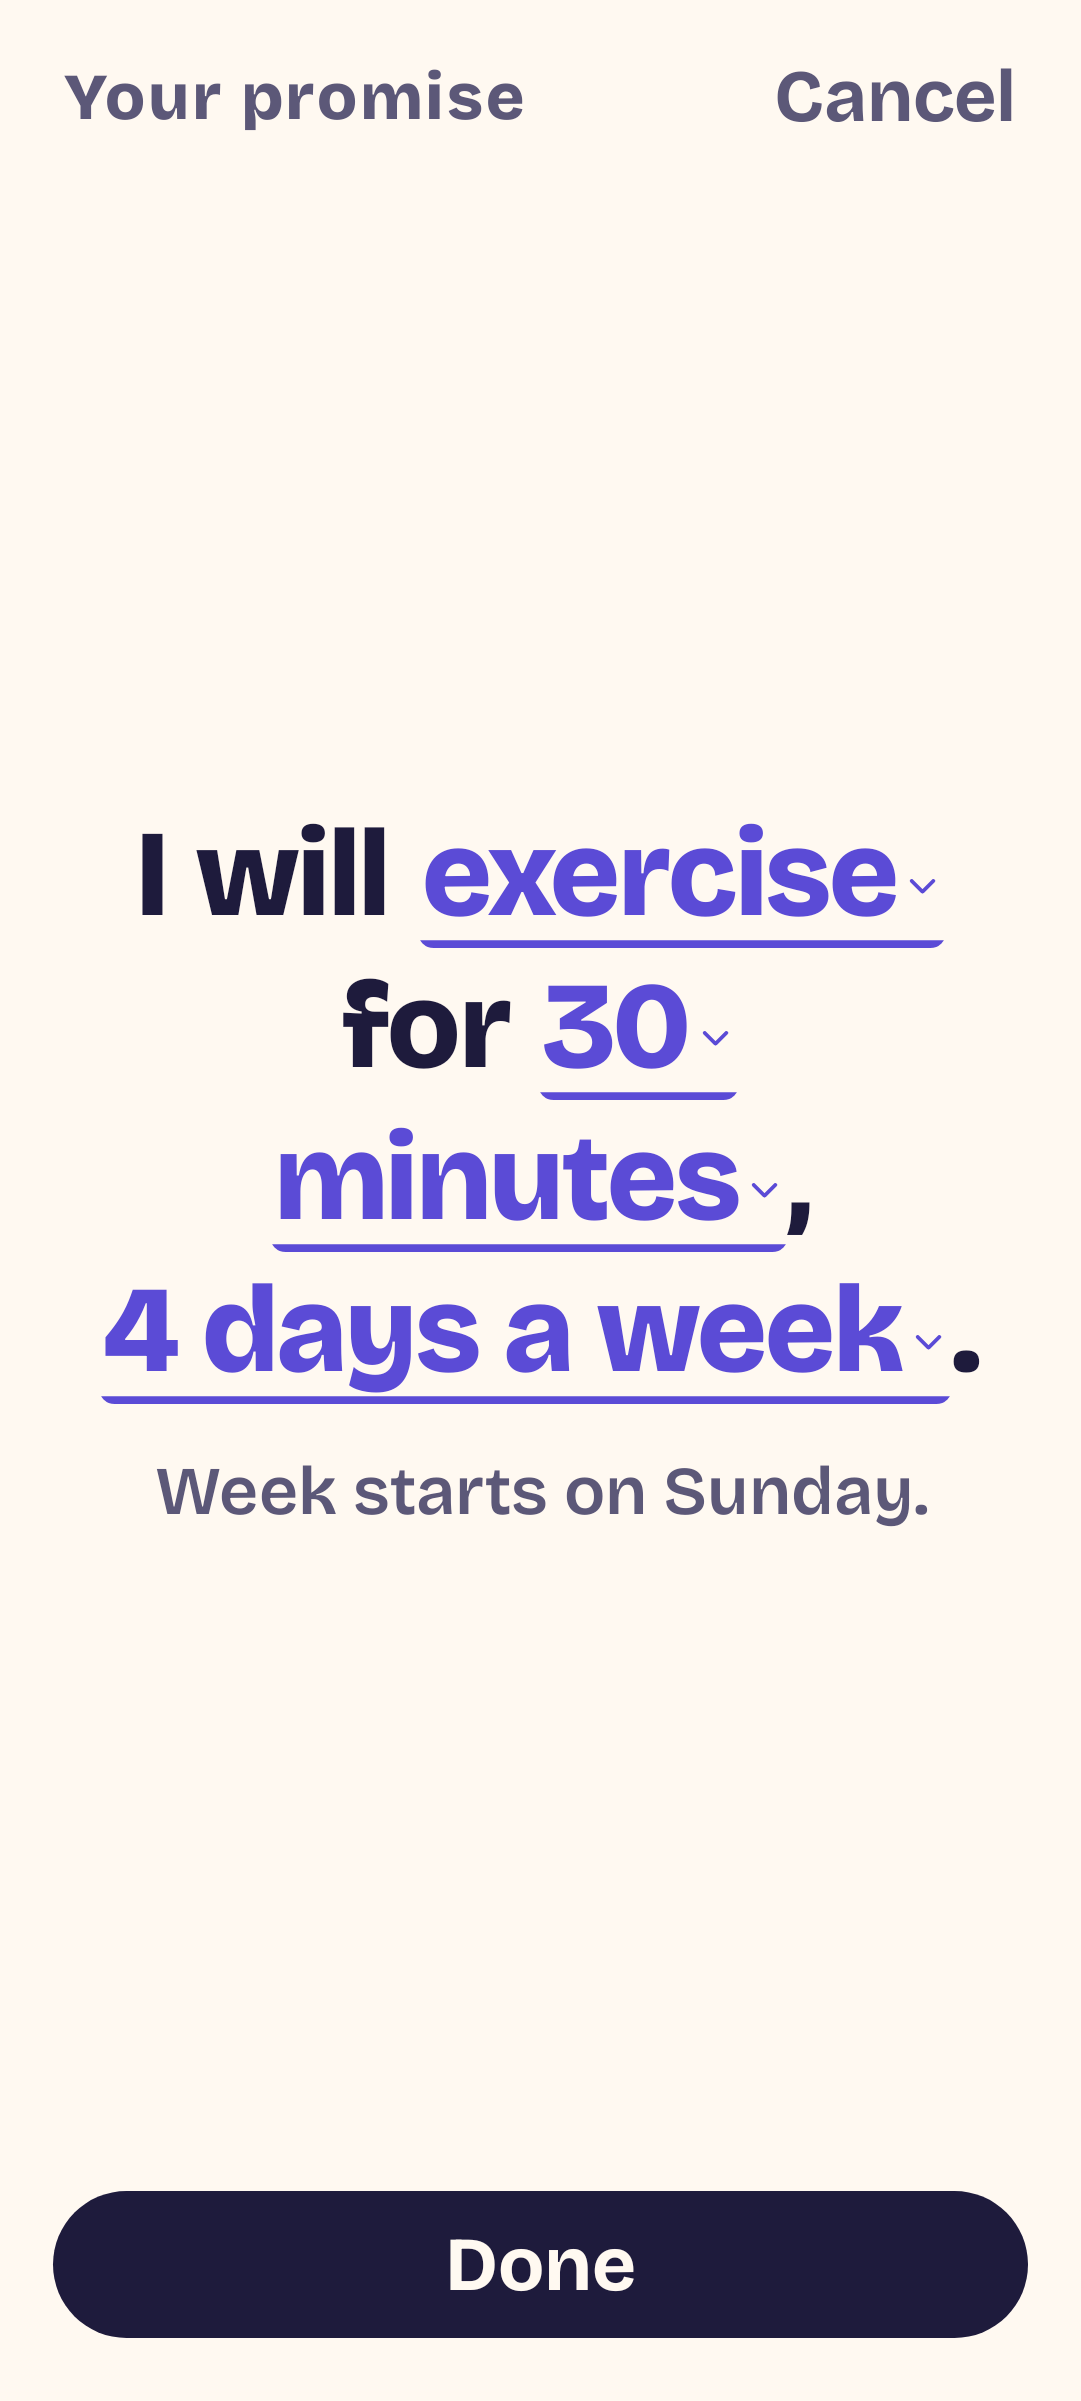 Your promise
Cancel
I will exercise
for 30
minutes,
4 days a week.
Week starts on Sunday.
Done